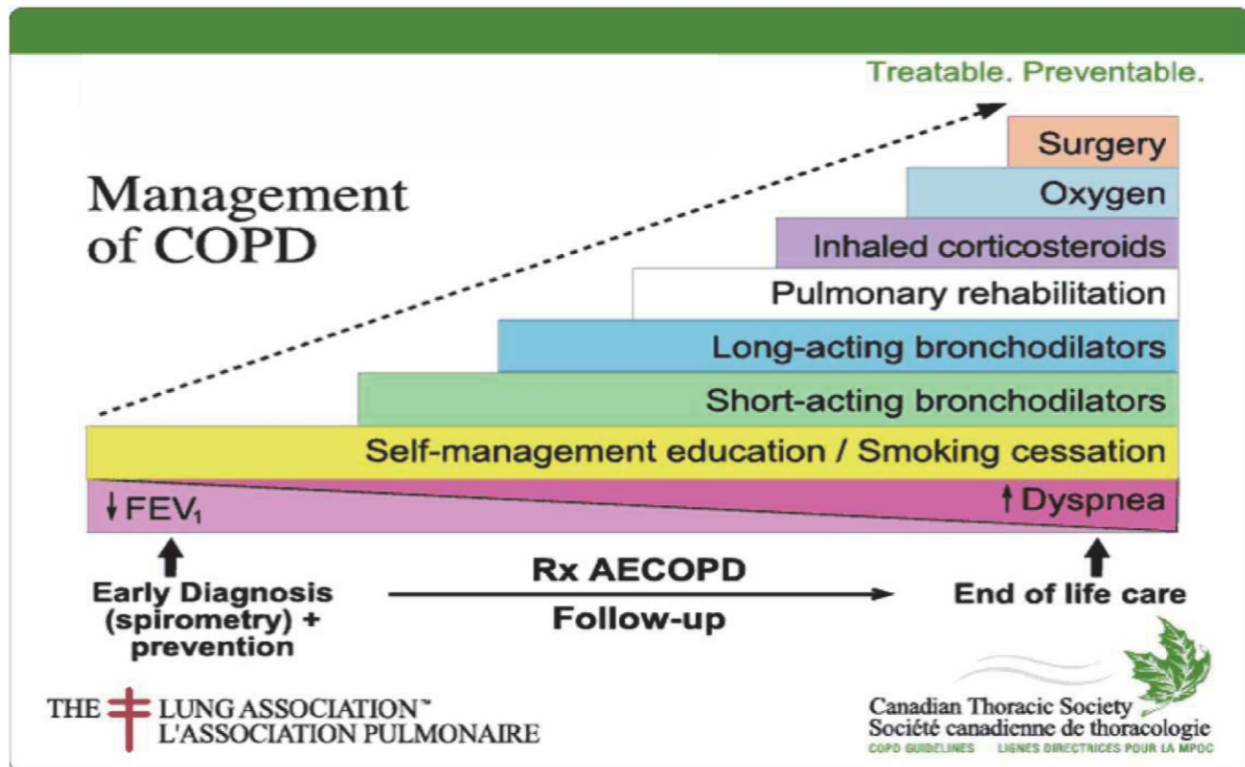 Treatable. Preventable.
Management
of COPD
Surgery
Oxygen
Inhaled corticosteroids
Pulmonary rehabilitation
Long-acting bronchodilators
Short-acting bronchodilators
Self-management education / Smoking cessation
↓ FEV₁
↑ Dyspnea
Early Diagnosis
(spirometry) +
prevention
Rx AECOPD
Follow-up
End of life care
THE LUNG ASSOCIATION™
L'ASSOCIATION PULMONAIRE
Canadian Thoracic Society
Société canadienne de thoracologie
COPD GUIDELINES LIGNES DIRECTRICES POUR LA MPOC